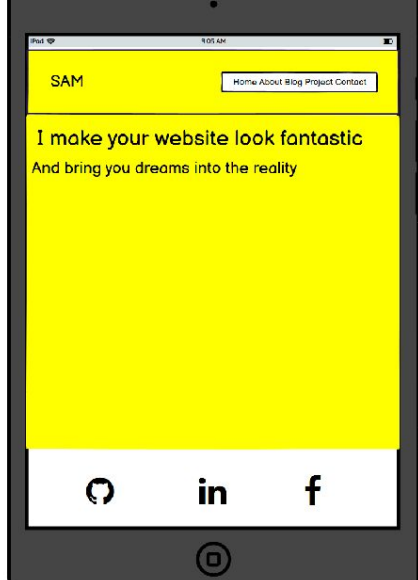 iPad 9:05 AM
SAM
Home About Blog Project Contact
I make your website look fantastic
And bring you dreams into the reality
in
f